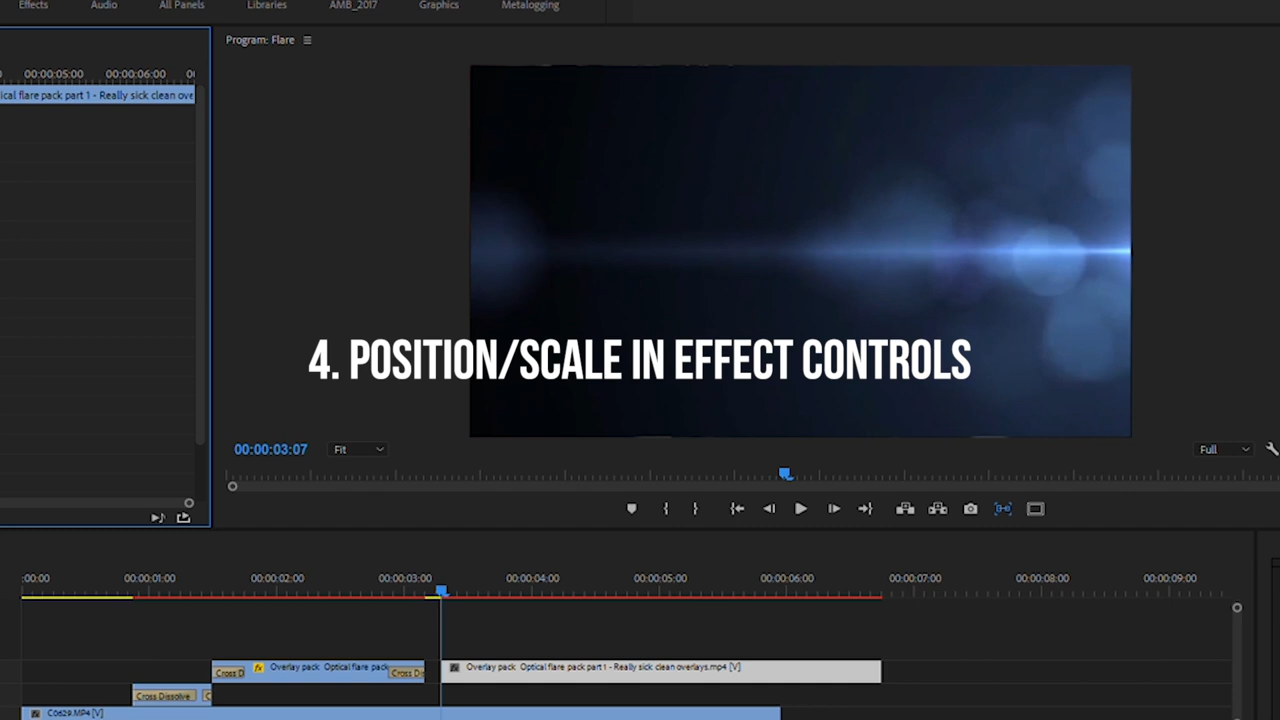 Effects Audio All Panels Libraries AMB_2017 Graphics Metalogging
Program: Flare
00:00:05:00 00:00:06:00
ical flare pack part 1 - Really sick clean ove
4. POSITION/SCALE IN EFFECT CONTROLS
00:00:03:07 Fit Full
:00:00 00:00:01:00 00:00:02:00 00:00:03:00 00:00:04:00 00:00:05:00 00:00:06:00 00:00:07:00 00:00:08:00 00:00:09:00
Cross D fx Overlay pack Optical flare pack Cross Di Overlay pack Optical flare pack part 1 - Really sick clean overlays.mp4 [V]
Cross Dissolve C
C0629.MP4 [V]